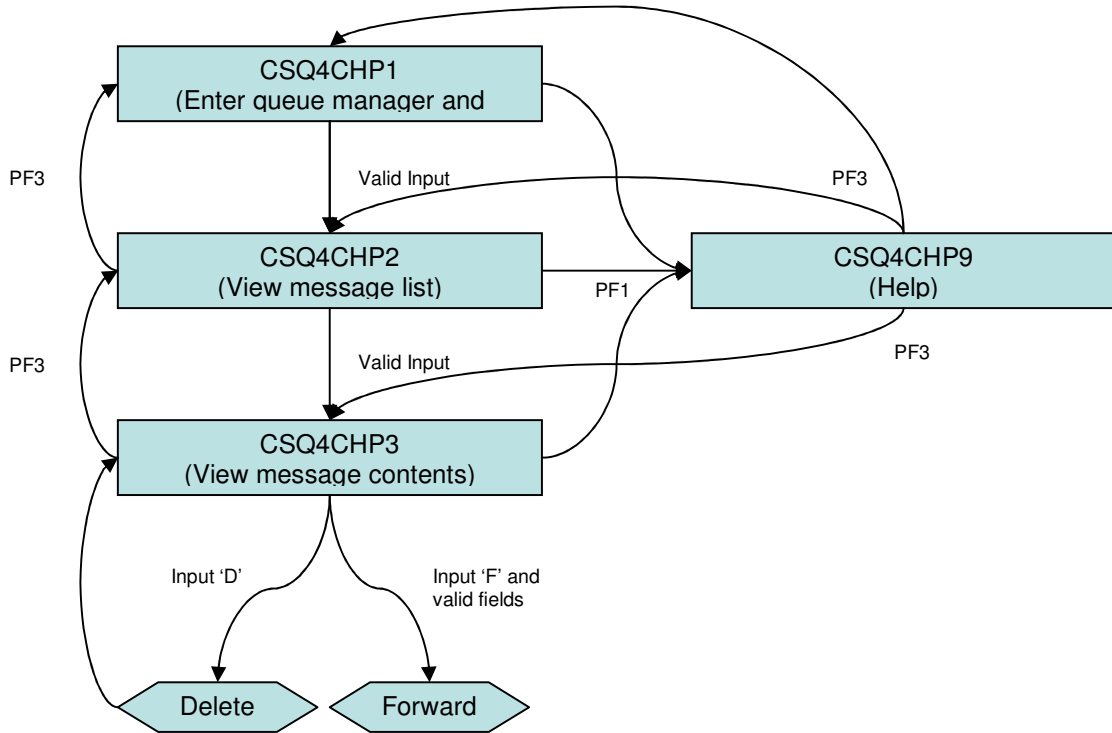 CSQ4CHP1
(Enter queue manager and
PF3
Valid Input
PF3
CSQ4CHP2
(View message list)
CSQ4CHP9
(Help)
PF1
PF3
Valid Input
PF3
CSQ4CHP3
(View message contents)
Input ‘D’
Input ‘F’ and
valid fields
Delete
Forward